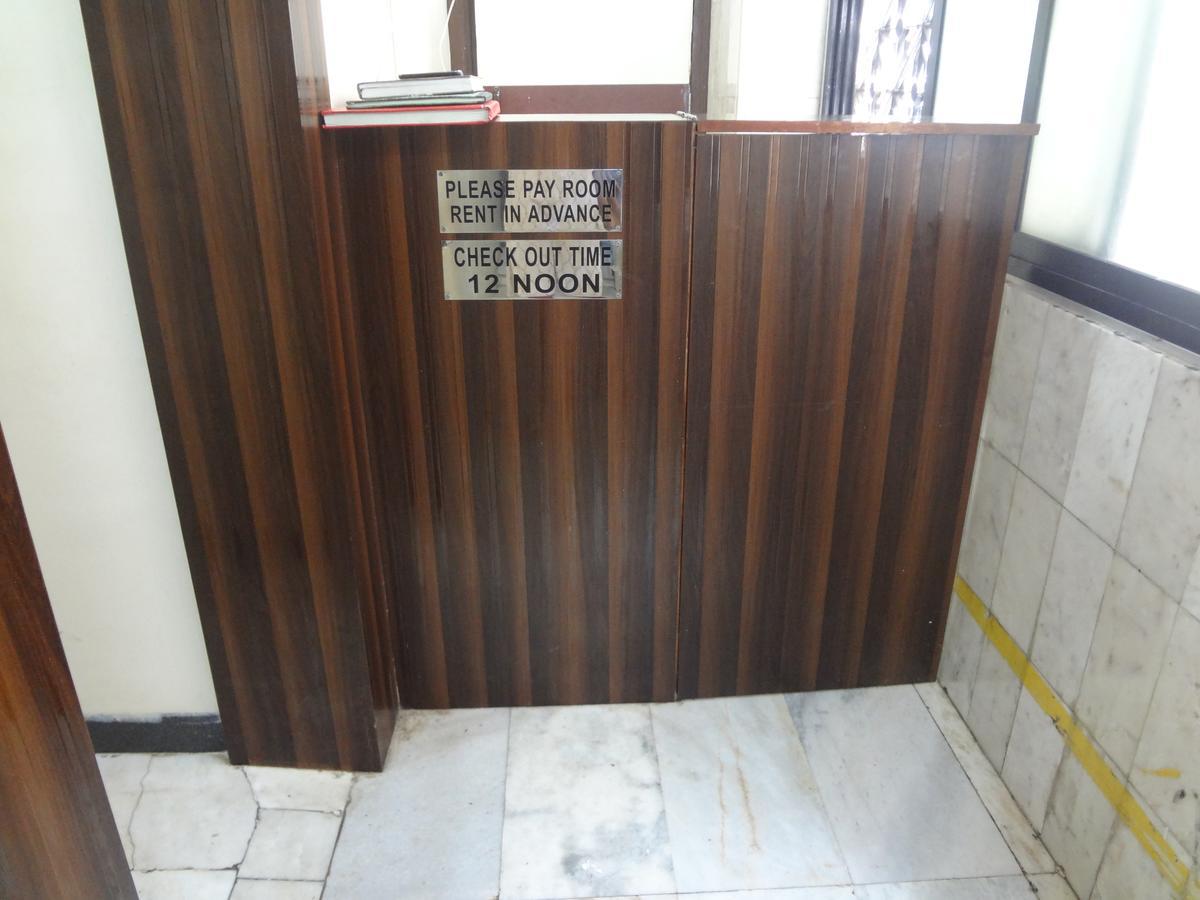 PLEASE PAY ROOM
RENT IN ADVANCE
CHECK OUT TIME
12 NOON